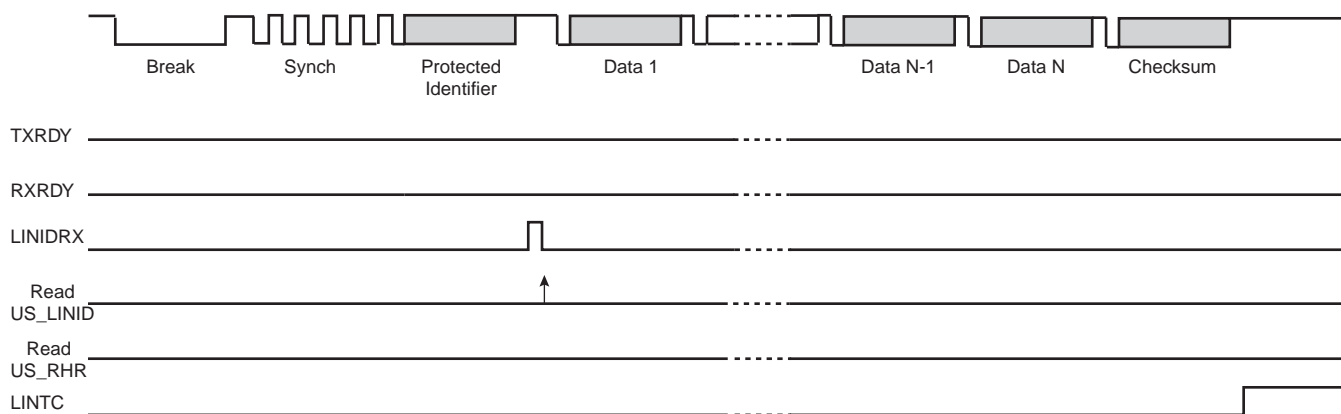 Break
Synch
Protected
Identifier
Data 1
Data N-1
Data N
Checksum
TXRDY
RXRDY
LINIDRX
Read
US_LINID
Read
US_RHR
LINTC